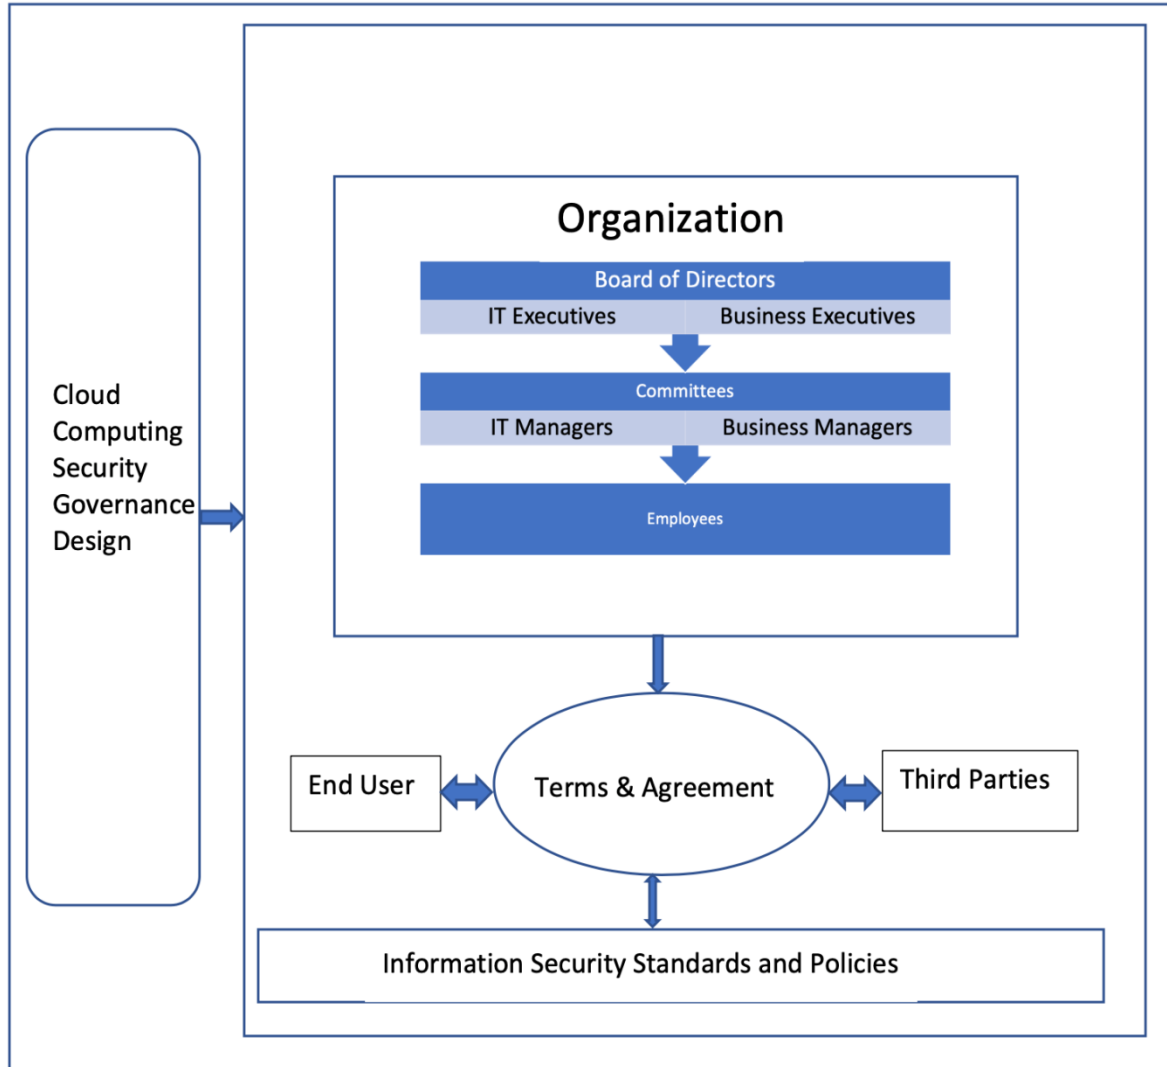 Organization
Board of Directors
IT Executives
Business Executives
Committees
IT Managers
Business Managers
Employees
Cloud
Computing
Security
Governance
Design
End User
Terms & Agreement
Third Parties
Information Security Standards and Policies